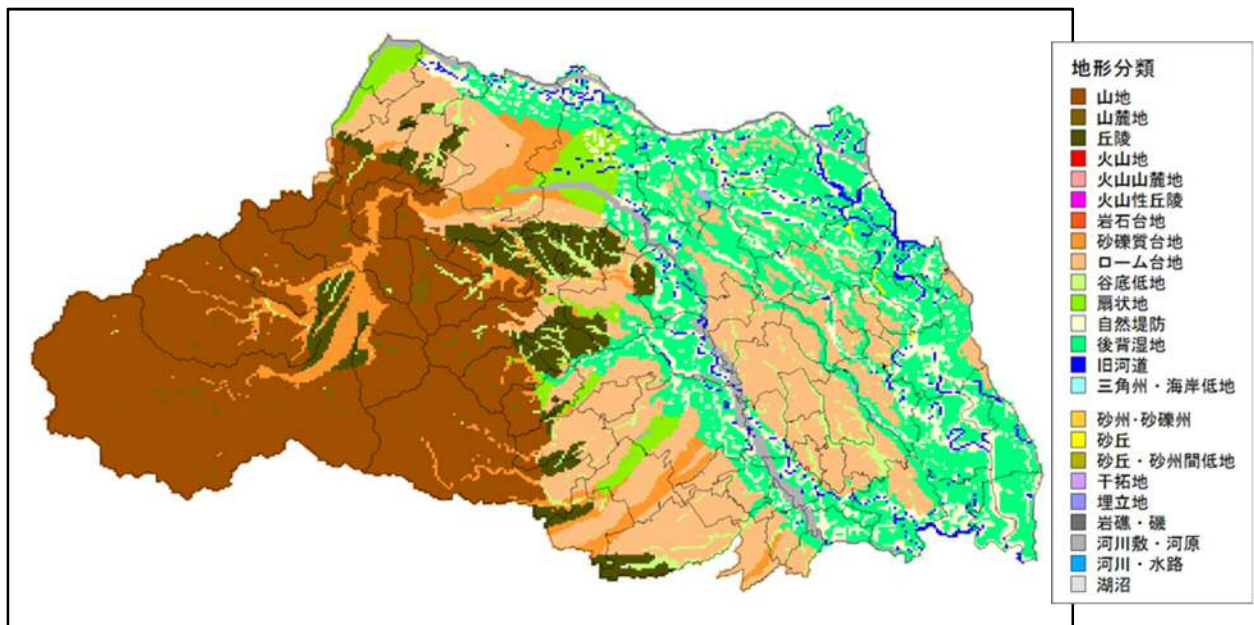 地形分類
山地
山麓地
丘陵
火山地
火山山麓地
火山性丘陵
岩石台地
砂礫質台地
ローム台地
谷底低地
扇状地
自然堤防
後背湿地
旧河道
三角州・海岸低地
砂州・砂礫州
砂丘
砂丘・砂州間低地
干拓地
埋立地
岩礁・磯
河川敷・河原
河川・水路
湖沼